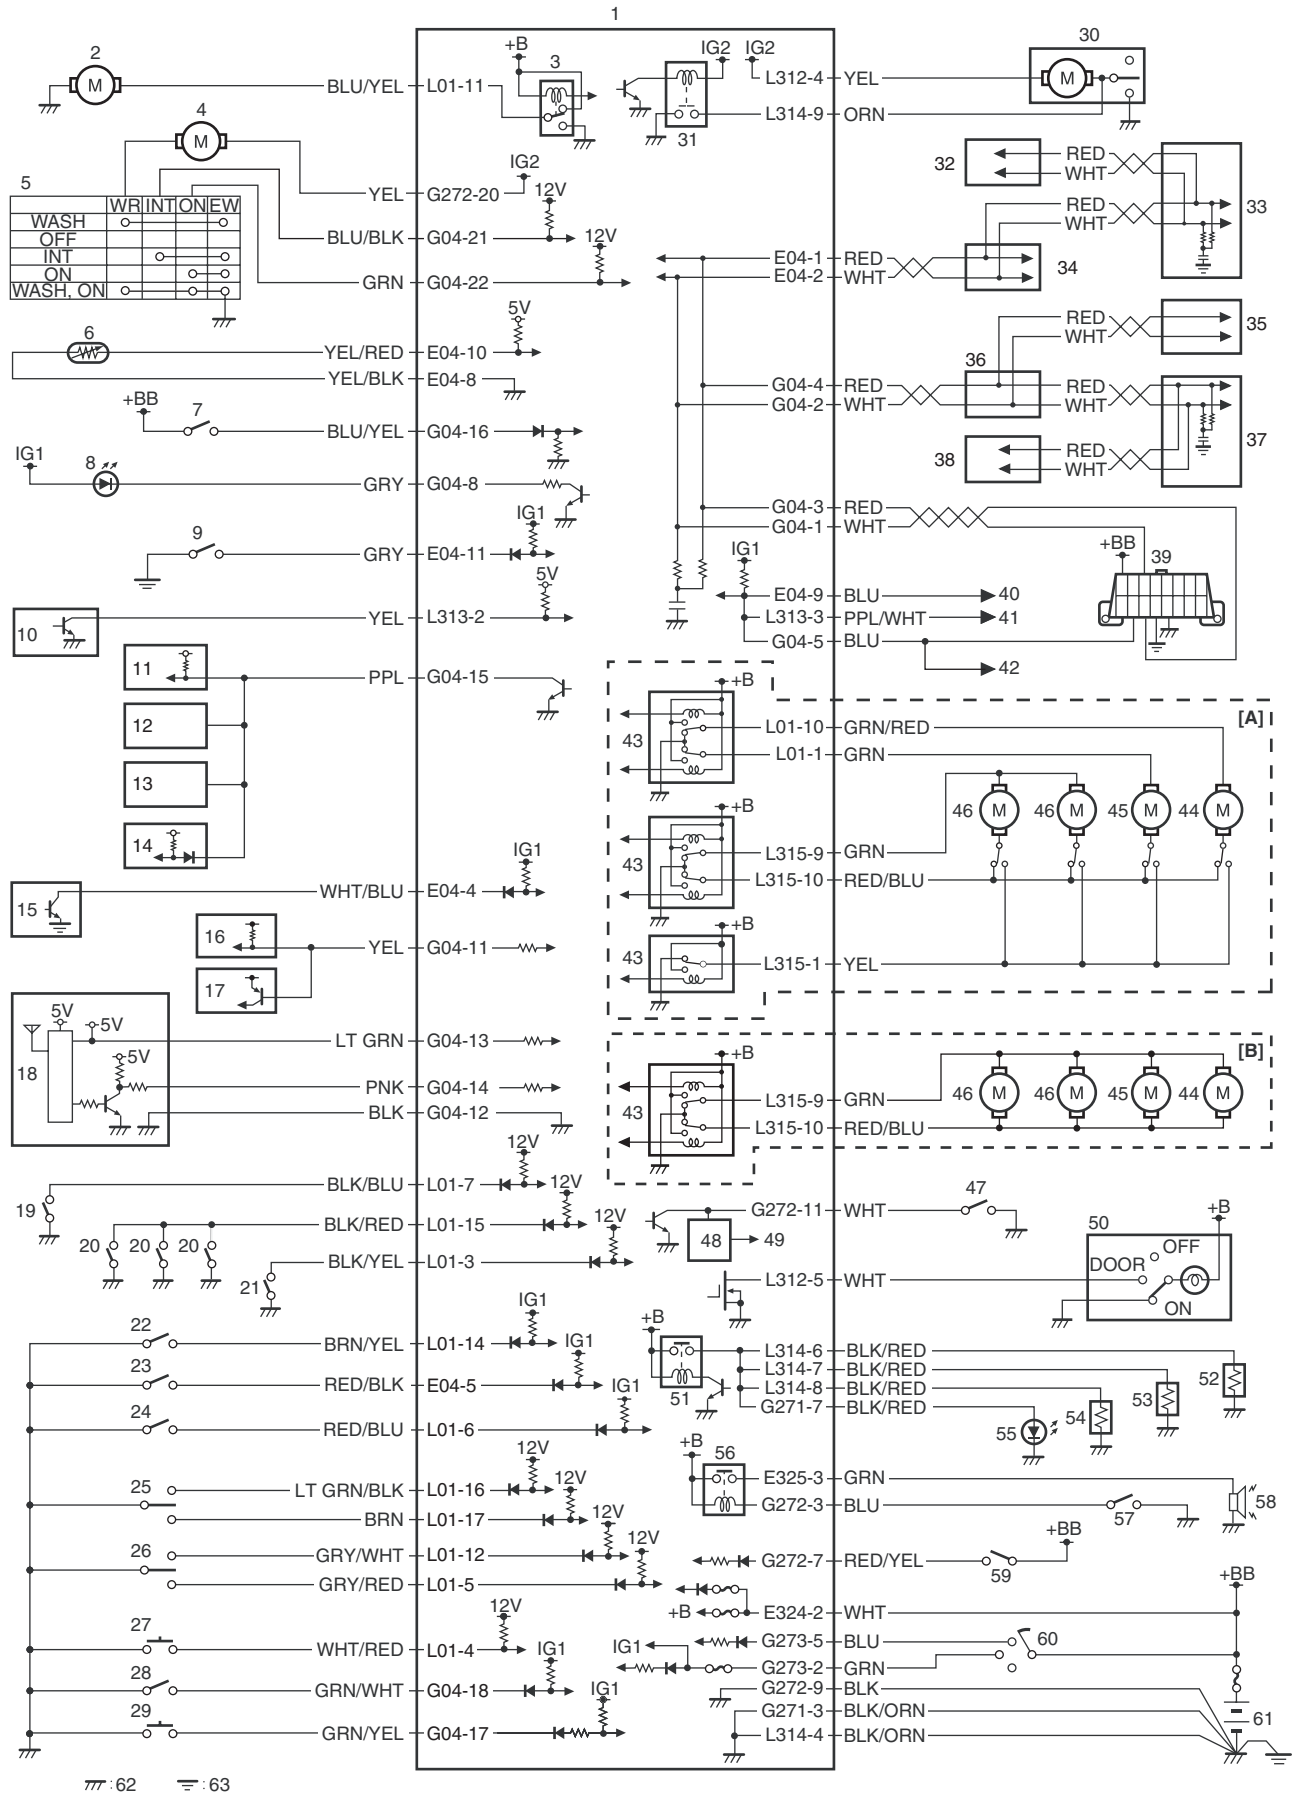 1
2
BLU/YEL L01-11
+B
3
IG2 IG2
L312-4 YEL
30
M
M
4
M
31
L314-9 ORN
5
WR INT ON EW
WASH
OFF
INT
ON
WASH, ON
YEL G272-20
IG2
12V
BLU/BLK G04-21
12V
GRN G04-22
32
RED
WHT
33
RED
WHT
E04-1 RED
E04-2 WHT
34
6
YEL/RED E04-10
5V
YEL/BLK E04-8
RED
WHT
35
36
+BB
7
BLU/YEL G04-16
G04-4 RED
G04-2 WHT
RED
WHT
37
IG1
8
GRY G04-8
38
RED
WHT
9
GRY E04-11
IG1
G04-3 RED
G04-1 WHT
+BB
39
IG1
5V
E04-9 BLU
40
10
YEL L313-2
L313-3 PPL/WHT
41
G04-5 BLU
42
11
PPL G04-15
12
13
14
+B
43
[A]
L01-10 GRN/RED
L01-1 GRN
46 M
46 M
45 M
44 M
+B
43
L315-9 GRN
L315-10 RED/BLU
15
WHT/BLU E04-4
IG1
16
YEL G04-11
17
+B
43
L315-1 YEL
18
5V
5V
5V
LT GRN G04-13
PNK G04-14
BLK G04-12
+B
[B]
43
L315-9 GRN
L315-10 RED/BLU
46 M
46 M
45 M
44 M
19
BLK/BLU L01-7
12V
20 20 20
BLK/RED L01-15
12V
21
BLK/YEL L01-3
12V
G272-11 WHT
47
48
49
50
+B
OFF
DOOR
ON
L312-5 WHT
22
BRN/YEL L01-14
IG1
23
RED/BLK E04-5
IG1
24
RED/BLU L01-6
IG1
+B
51
L314-6 BLK/RED
L314-7 BLK/RED
L314-8 BLK/RED
G271-7 BLK/RED
52
53
54
55
25
LT GRN/BLK L01-16
12V
BRN L01-17
12V
26
GRY/WHT L01-12
12V
GRY/RED L01-5
12V
+B
56
E325-3 GRN
G272-3 BLU
57
58
G272-7 RED/YEL
59
+BB
+BB
27
WHT/RED L01-4
12V
+B
E324-2 WHT
28
GRN/WHT G04-18
IG1
G273-5 BLU
60
IG1
G273-2 GRN
29
GRN/YEL G04-17
IG1
G272-9 BLK
G271-3 BLK/ORN
L314-4 BLK/ORN
61
: 62
: 63